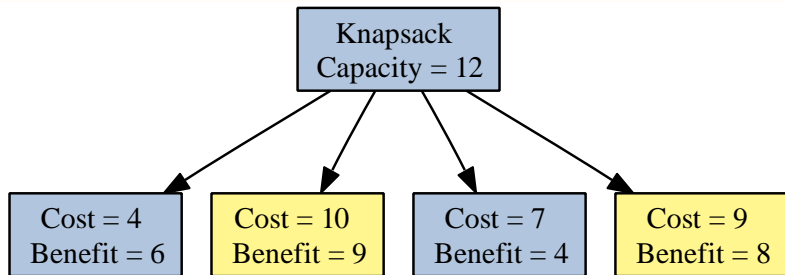 Knapsack
Capacity = 12
Cost = 4
Benefit = 6
Cost = 10
Benefit = 9
Cost = 7
Benefit = 4
Cost = 9
Benefit = 8